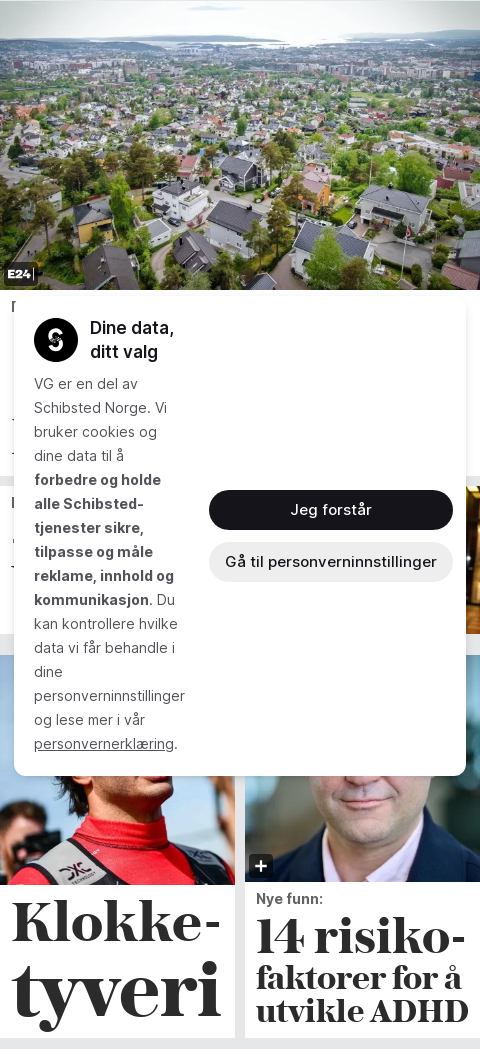 E24
Dine data,
ditt valg
VG er en del av
Schibsted Norge. Vi
bruker cookies og
dine data til å
forbedre og holde
alle Schibsted-
tjenester sikre,
tilpasse og måle
reklame, innhold og
kommunikasjon. Du
kan kontrollere hvilke
data vi får behandle i
dine
personverninnstillinger
og lese mer i vår
personvernerklæring.
Jeg forstår
Gå til personverninnstillinger
DXC
TECHNOLOGY
Klokke-
tyveri
+
Nye funn:
14 risiko-
faktorer for å
utvikle ADHD